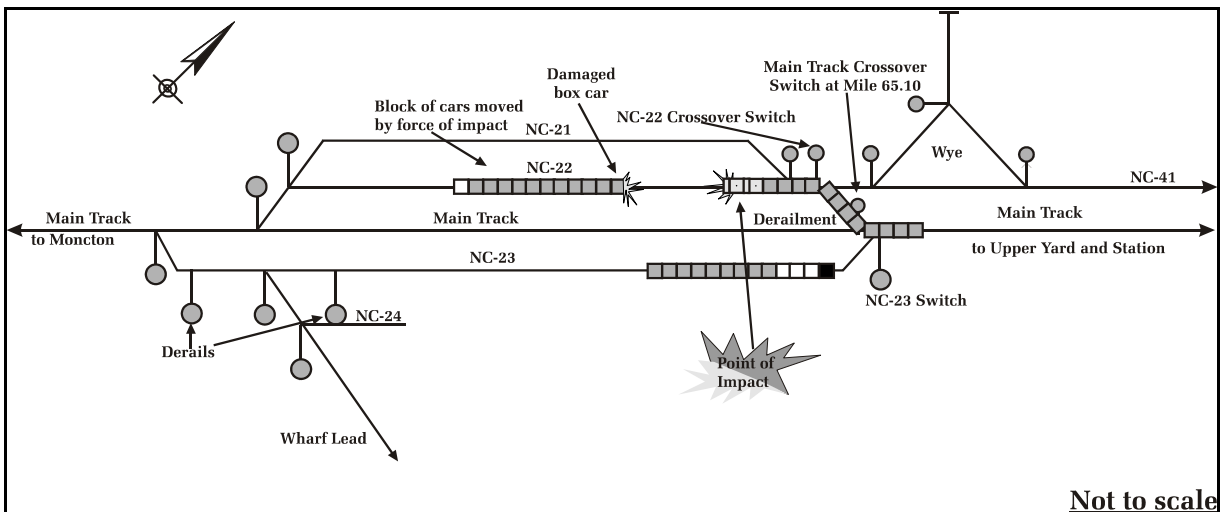 Main Track Crossover
Switch at Mile 65.10
Damaged
box car
Block of cars moved
by force of impact
NC-21
NC-22 Crossover Switch
Wye
NC-22
NC-41
Main Track
to Moncton
Main Track
Derailment
Main Track
to Upper Yard and Station
NC-23
NC-23 Switch
NC-24
Derails
Point of
Impact
Wharf Lead
Not to scale